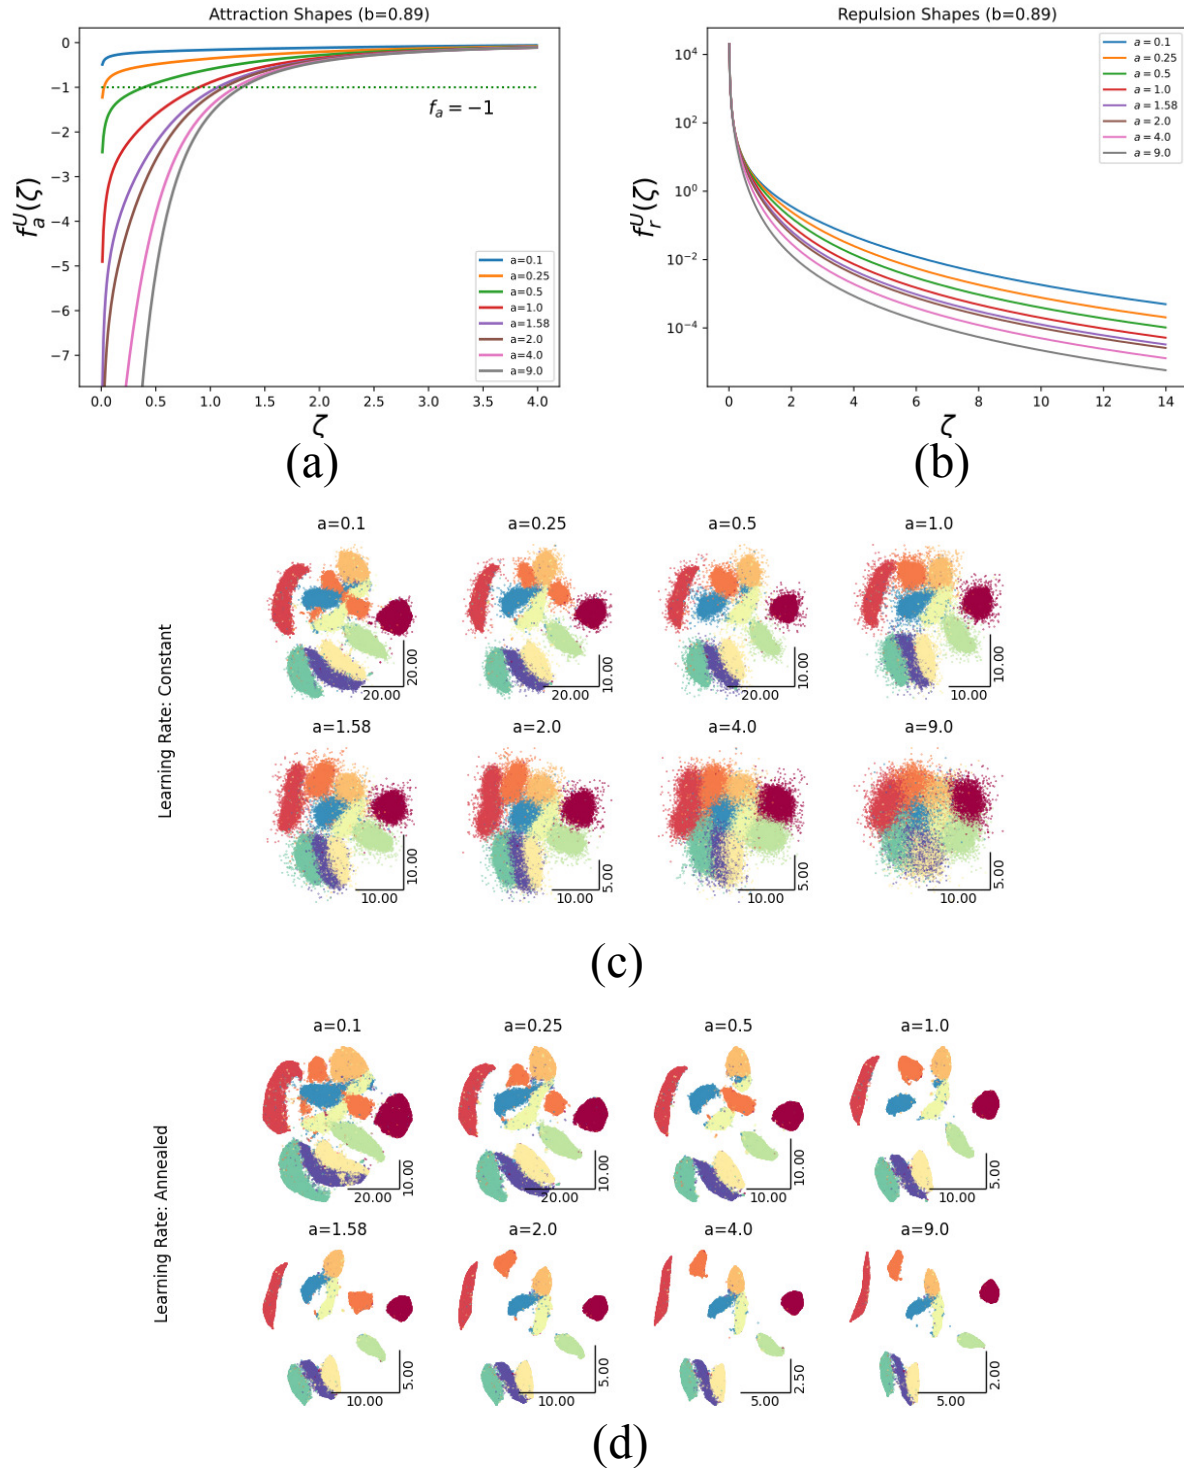 Attraction Shapes (b=0.89)
0
−1
−2
−3
−4
−5
−6
−7
f_a^U(ζ)
f_a = −1
a=0.1
a=0.25
a=0.5
a=1.0
a=1.58
a=2.0
a=4.0
a=9.0
0.0 0.5 1.0 1.5 2.0 2.5 3.0 3.5 4.0
ζ
(a)
Repulsion Shapes (b=0.89)
10^4
10^2
10^0
10^−2
10^−4
f_r^U(ζ)
a = 0.1
a = 0.25
a = 0.5
a = 1.0
a = 1.58
a = 2.0
a = 4.0
a = 9.0
0 2 4 6 8 10 12 14
ζ
(b)
Learning Rate: Constant
a=0.1 a=0.25 a=0.5 a=1.0
20.00 20.00 20.00 10.00 20.00 10.00 10.00 10.00
a=1.58 a=2.0 a=4.0 a=9.0
10.00 10.00 10.00 5.00 10.00 5.00 10.00 5.00
(c)
Learning Rate: Annealed
a=0.1 a=0.25 a=0.5 a=1.0
20.00 10.00 20.00 10.00 10.00 10.00 10.00 5.00
a=1.58 a=2.0 a=4.0 a=9.0
10.00 5.00 10.00 5.00 5.00 2.50 5.00 2.00
(d)